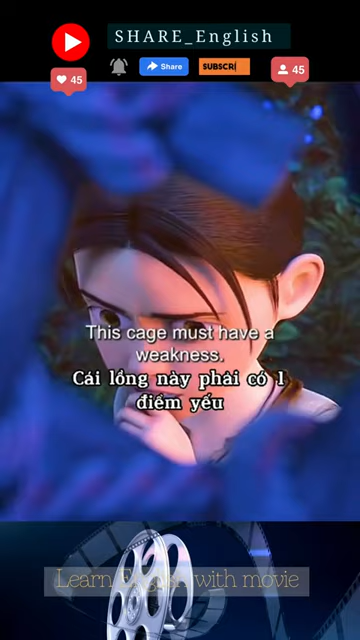 SHARE_English
45
Share
SUBSCRI
45
This cage must have a
weakness.
Cái lồng này phải có 1
điểm yếu
Learn English with movie